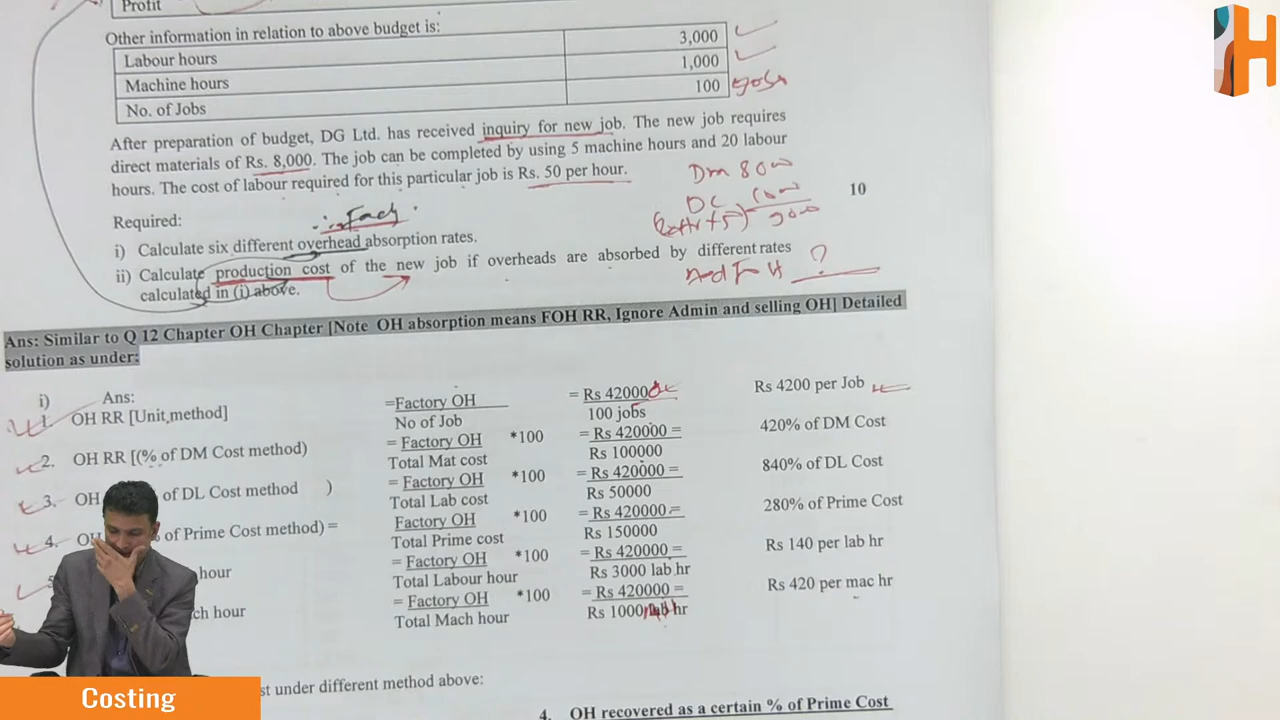 Profit
Other information in relation to above budget is:
Labour hours 3,000
Machine hours 1,000
No. of Jobs 100
After preparation of budget, DG Ltd. has received inquiry for new job. The new job requires
direct materials of Rs. 8,000. The job can be completed by using 5 machine hours and 20 labour
hours. The cost of labour required for this particular job is Rs. 50 per hour.
10
Required:
i) Calculate six different overhead absorption rates.
ii) Calculate production cost of the new job if overheads are absorbed by different rates
calculated in (i) above.
Ans: Similar to Q 12 Chapter OH Chapter [Note OH absorption means FOH RR, Ignore Admin and selling OH] Detailed
solution as under:
i) Ans:
1. OH RR [Unit method] =Factory OH = Rs 420000 Rs 4200 per Job
No of Job 100 jobs
2. OH RR [(% of DM Cost method) = Factory OH *100 = Rs 420000 = 420% of DM Cost
Total Mat cost Rs 100000
3. OH of DL Cost method ) = Factory OH *100 = Rs 420000 = 840% of DL Cost
Total Lab cost Rs 50000
4. OH % of Prime Cost method) = Factory OH *100 = Rs 420000 = 280% of Prime Cost
Total Prime cost Rs 150000
hour = Factory OH *100 = Rs 420000 = Rs 140 per lab hr
Total Labour hour Rs 3000 lab hr
ch hour = Factory OH *100 = Rs 420000 = Rs 420 per mac hr
Total Mach hour Rs 1000 hr
st under different method above:
4. OH recovered as a certain % of Prime Cost
Costing
H